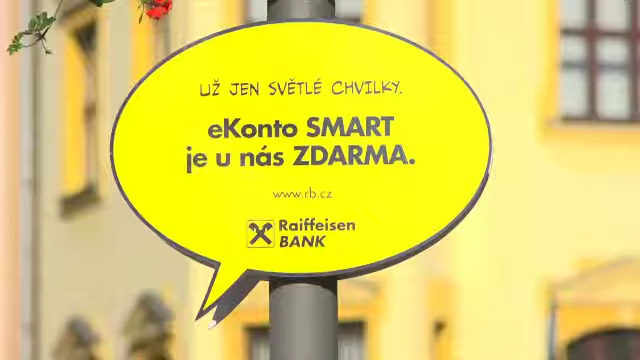 UŽ JEN SVĚTLÉ CHVILKY.
eKonto SMART
je u nás ZDARMA.
www.rb.cz
Raiffeisen
BANK